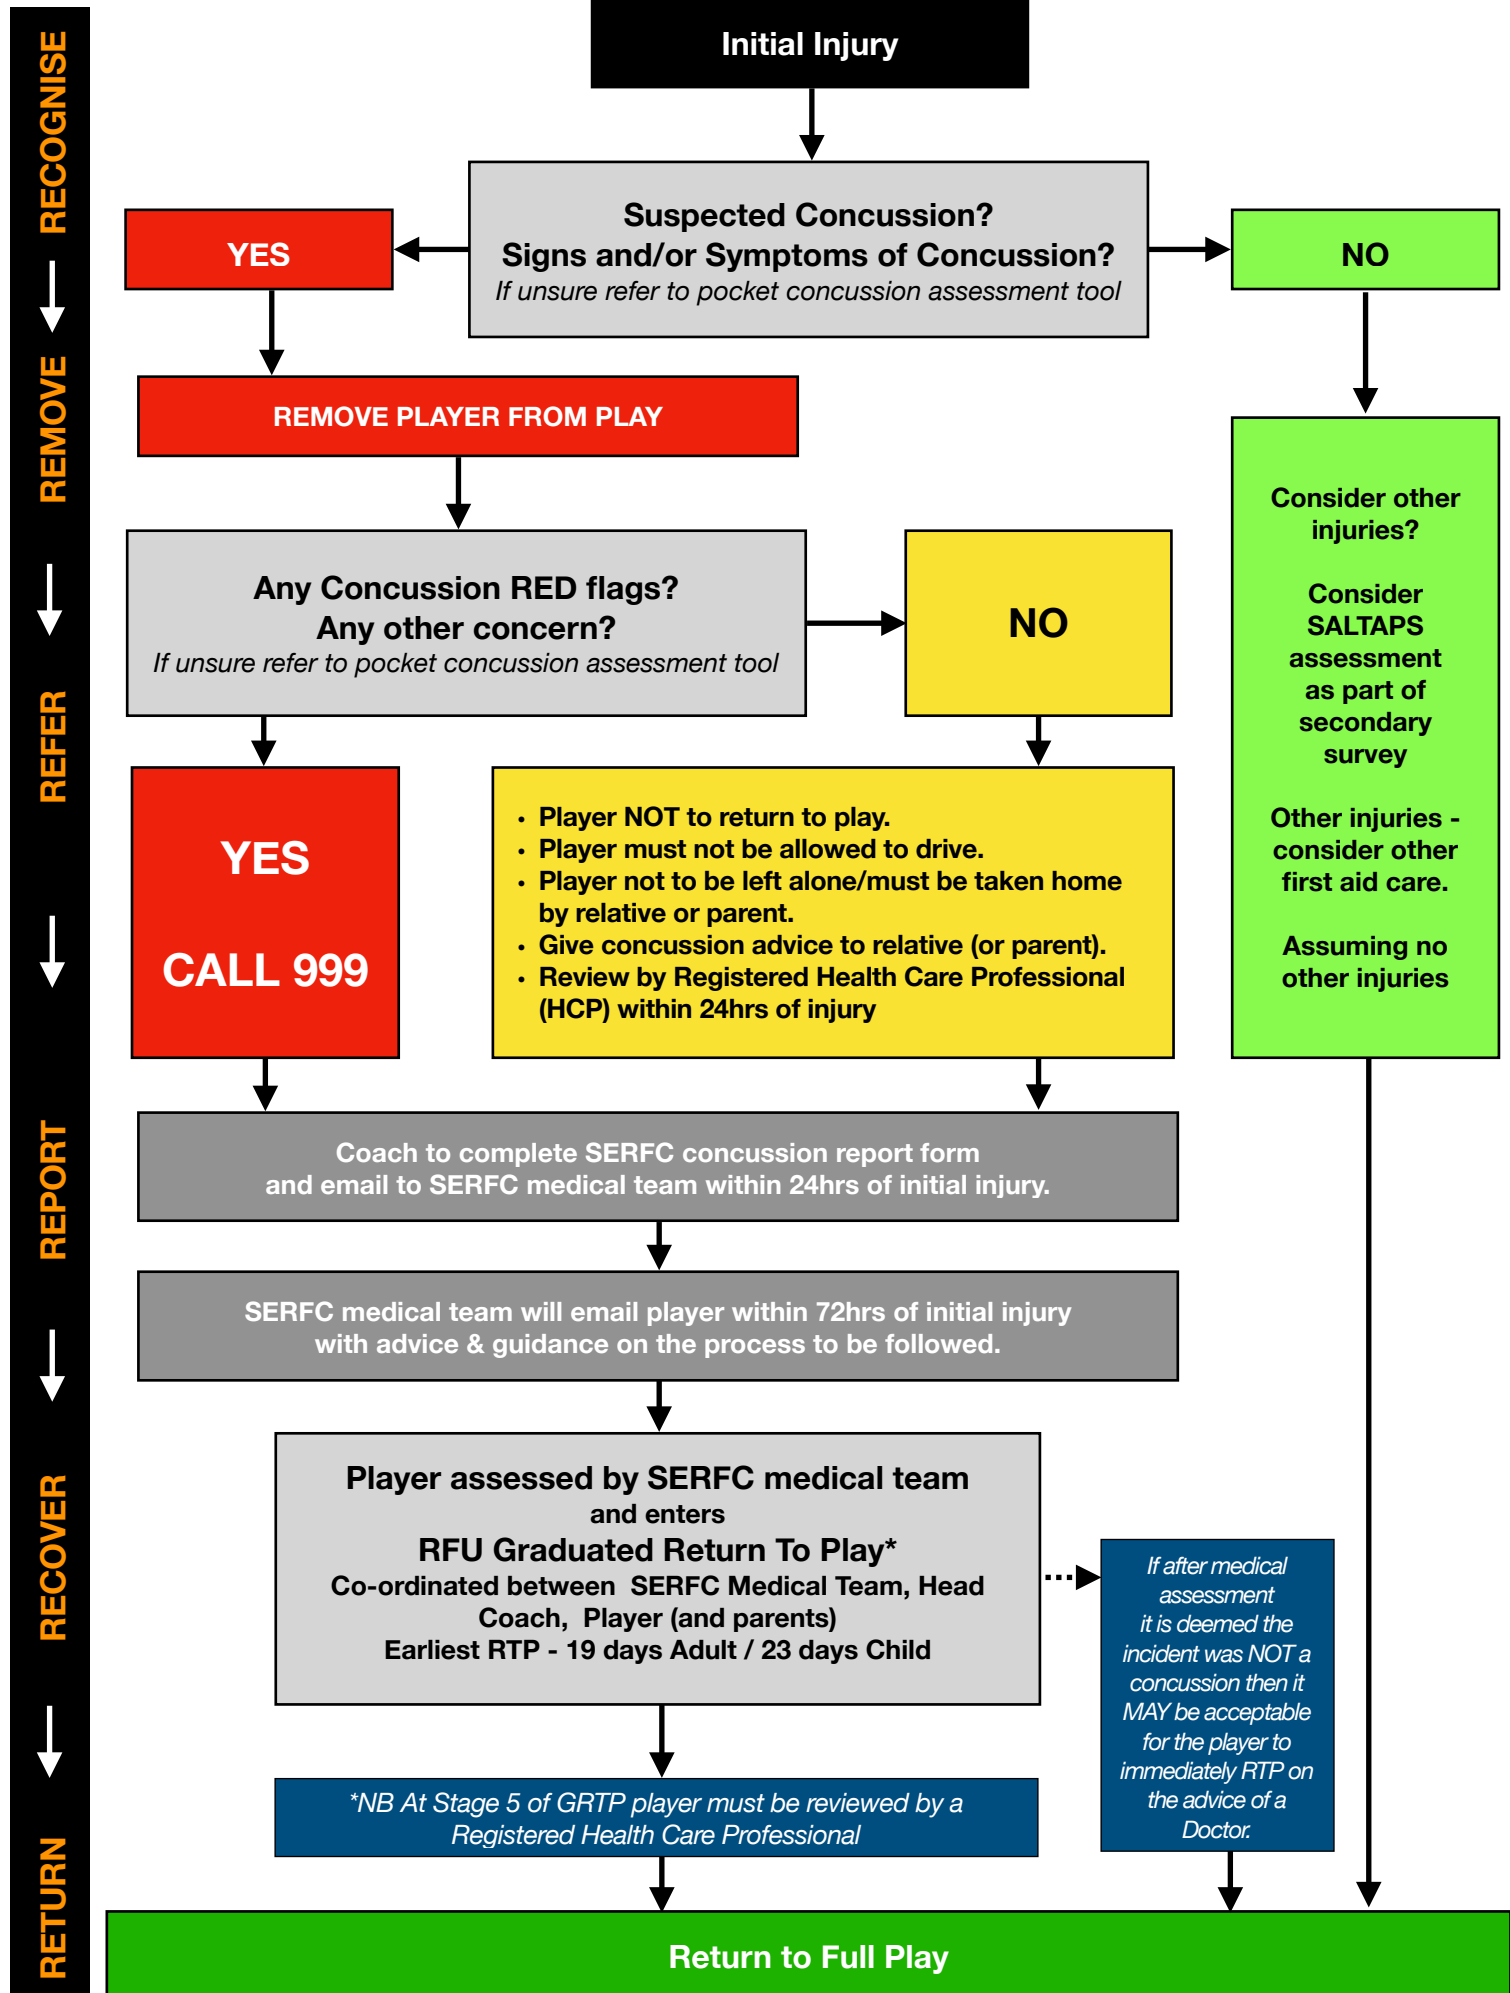 RECOGNISE
REMOVE
REFER
REPORT
RECOVER
RETURN
Initial Injury
Suspected Concussion?
Signs and/or Symptoms of Concussion?
If unsure refer to pocket concussion assessment tool
YES
NO
REMOVE PLAYER FROM PLAY
Any Concussion RED flags?
Any other concern?
If unsure refer to pocket concussion assessment tool
NO
YES
CALL 999
• Player NOT to return to play.
• Player must not be allowed to drive.
• Player not to be left alone/must be taken home
by relative or parent.
• Give concussion advice to relative (or parent).
• Review by Registered Health Care Professional
(HCP) within 24hrs of injury
Consider other
injuries?
Consider
SALTAPS
assessment
as part of
secondary
survey
Other injuries -
consider other
first aid care.
Assuming no
other injuries
Coach to complete SERFC concussion report form
and email to SERFC medical team within 24hrs of initial injury.
SERFC medical team will email player within 72hrs of initial injury
with advice & guidance on the process to be followed.
Player assessed by SERFC medical team
and enters
RFU Graduated Return To Play*
Co-ordinated between SERFC Medical Team, Head
Coach, Player (and parents)
Earliest RTP - 19 days Adult / 23 days Child
If after medical
assessment
it is deemed the
incident was NOT a
concussion then it
MAY be acceptable
for the player to
immediately RTP on
the advice of a
Doctor.
*NB At Stage 5 of GRTP player must be reviewed by a
Registered Health Care Professional
Return to Full Play